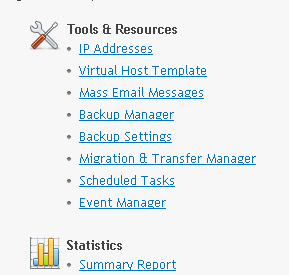 Tools & Resources
IP Addresses
Virtual Host Template
Mass Email Messages
Backup Manager
Backup Settings
Migration & Transfer Manager
Scheduled Tasks
Event Manager
Statistics
Summary Report